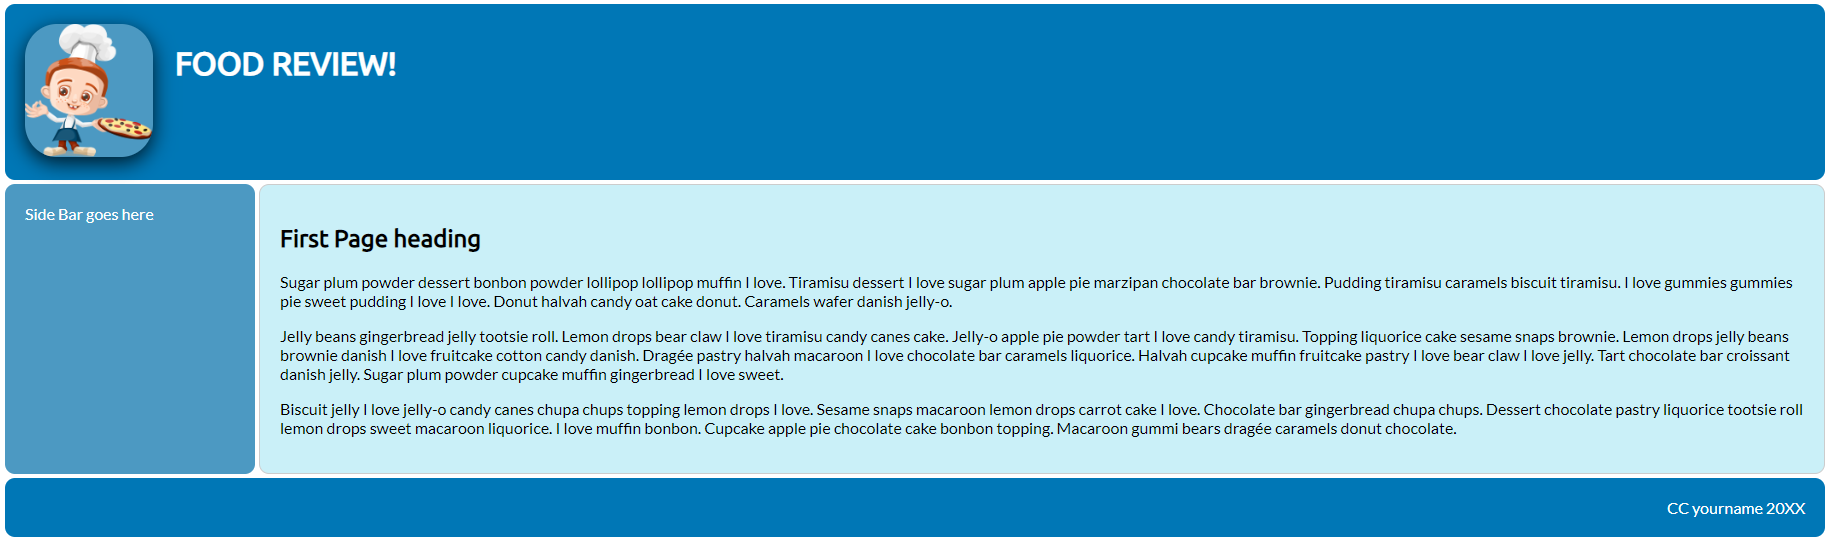 FOOD REVIEW!
Side Bar goes here
First Page heading
Sugar plum powder dessert bonbon powder lollipop lollipop muffin I love. Tiramisu dessert I love sugar plum apple pie marzipan chocolate bar brownie. Pudding tiramisu caramels biscuit tiramisu. I love gummies gummies
pie sweet pudding I love I love. Donut halvah candy oat cake donut. Caramels wafer danish jelly-o.
Jelly beans gingerbread jelly tootsie roll. Lemon drops bear claw I love tiramisu candy canes cake. Jelly-o apple pie powder tart I love candy tiramisu. Topping liquorice cake sesame snaps brownie. Lemon drops jelly beans
brownie danish I love fruitcake cotton candy danish. Dragée pastry halvah macaroon I love chocolate bar caramels liquorice. Halvah cupcake muffin fruitcake pastry I love bear claw I love jelly. Tart chocolate bar croissant
danish jelly. Sugar plum powder cupcake muffin gingerbread I love sweet.
Biscuit jelly I love jelly-o candy canes chupa chups topping lemon drops I love. Sesame snaps macaroon lemon drops carrot cake I love. Chocolate bar gingerbread chupa chups. Dessert chocolate pastry liquorice tootsie roll
lemon drops sweet macaroon liquorice. I love muffin bonbon. Cupcake apple pie chocolate cake bonbon topping. Macaroon gummi bears dragée caramels donut chocolate.
CC yourname 20XX